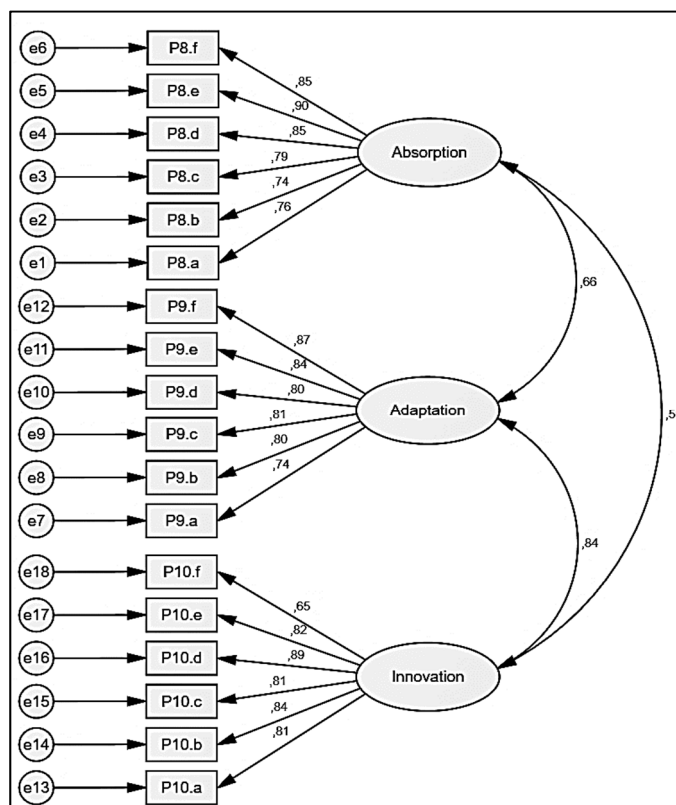 e6 P8.f
,85
e5 P8.e
,90
e4 P8.d
,85
Absorption
e3 P8.c
,79
e2 P8.b
,74
e1 P8.a
,76
,66
e12 P9.f
,87
e11 P9.e
,84
e10 P9.d
,80
Adaptation
,5
e9 P9.c
,81
e8 P9.b
,80
e7 P9.a
,74
,84
e18 P10.f
,65
e17 P10.e
,82
e16 P10.d
,89
Innovation
e15 P10.c
,81
e14 P10.b
,84
e13 P10.a
,81